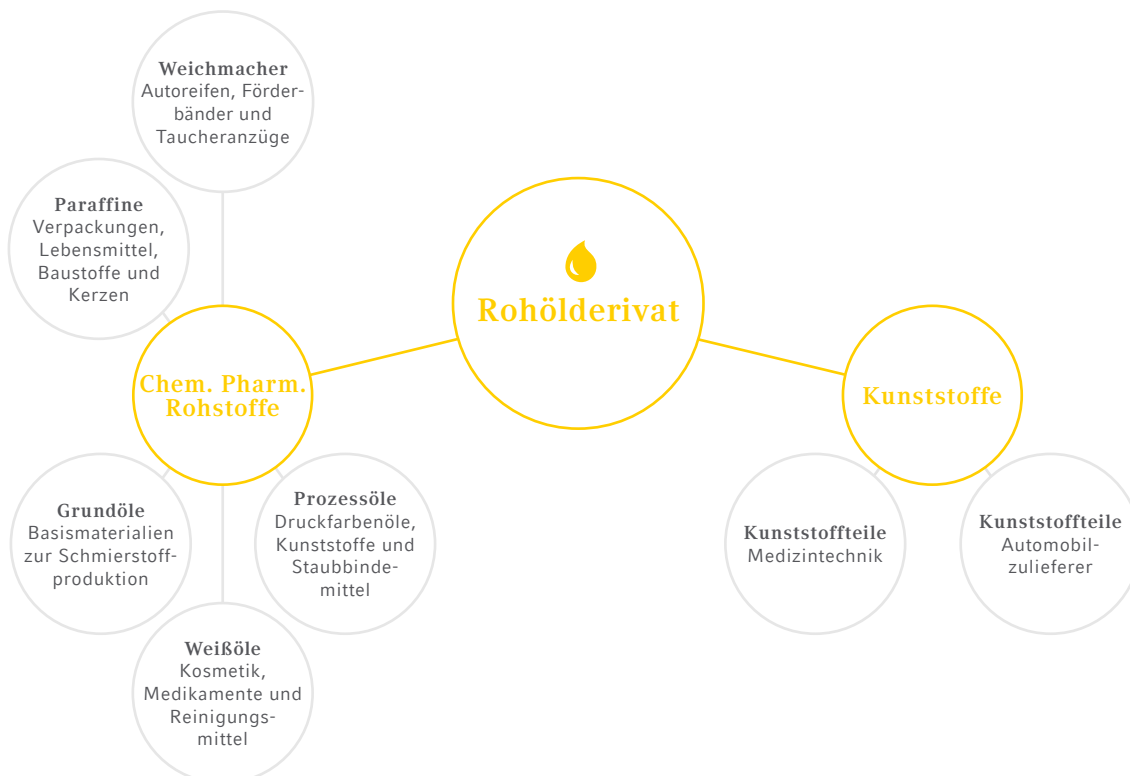 Weichmacher
Autoreifen, Förder-
bänder und
Taucheranzüge
Paraffine
Verpackungen,
Lebensmittel,
Baustoffe und
Kerzen
Rohölderivat
Chem. Pharm.
Rohstoffe
Kunststoffe
Grundöle
Basismaterialien
zur Schmierstoff-
produktion
Prozessöle
Druckfarbenöle,
Kunststoffe und
Staubbinde-
mittel
Weißöle
Kosmetik,
Medikamente und
Reinigungs-
mittel
Kunststoffteile
Medizintechnik
Kunststoffteile
Automobil-
zulieferer